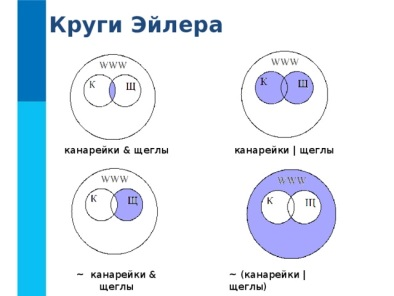 Круги Эйлера
WWW
К Щ
канарейки & щеглы
WWW
К Щ
канарейки | щеглы
WWW
К Щ
~ канарейки &
щеглы
WWW
К Щ
~ (канарейки |
щеглы)